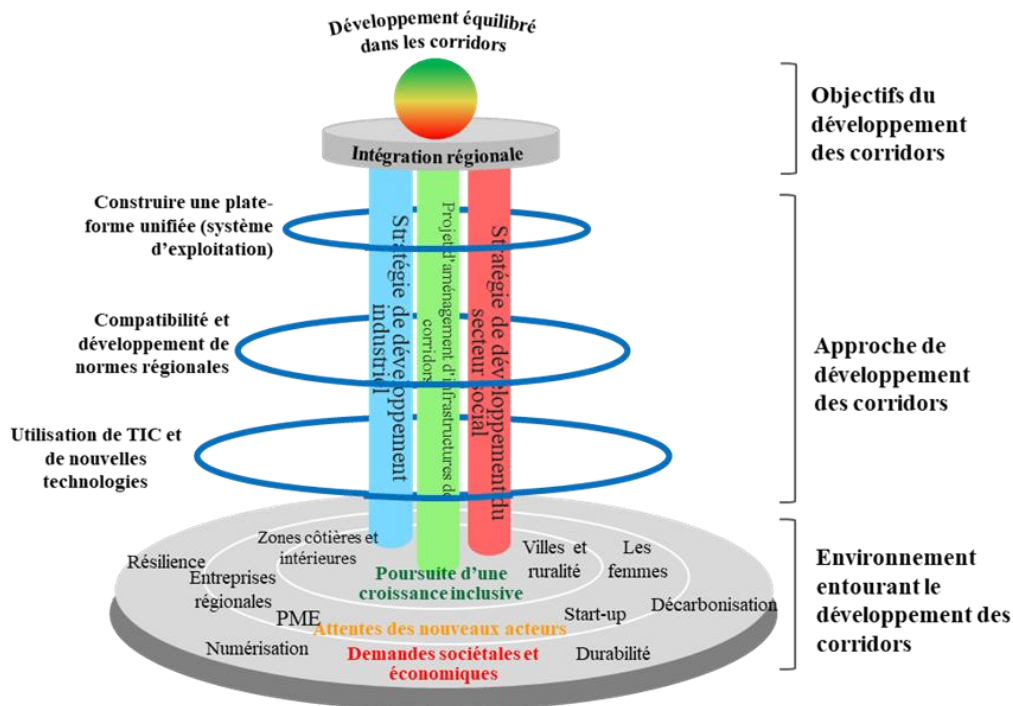 Développement équilibré
dans les corridors
Intégration régionale
Objectifs du
développement
des corridors
Construire une plate-
forme unifiée (système
d'exploitation)
Compatibilité et
développement de
normes régionales
Utilisation de TIC et
de nouvelles
technologies
Stratégie de développement
industriel
Projet d'aménagement d'infrastructures de
corridors
Stratégie de développement du
secteur social
Approche de
développement
des corridors
Zones côtières et
intérieures
Villes et
ruralité
Les
femmes
Résilience
Entreprises
régionales
Poursuite d'une
croissance inclusive
PME
Start-up
Décarbonisation
Attentes des nouveaux acteurs
Numérisation
Durabilité
Demandes sociétales et
économiques
Environnement
entourant le
développement des
corridors